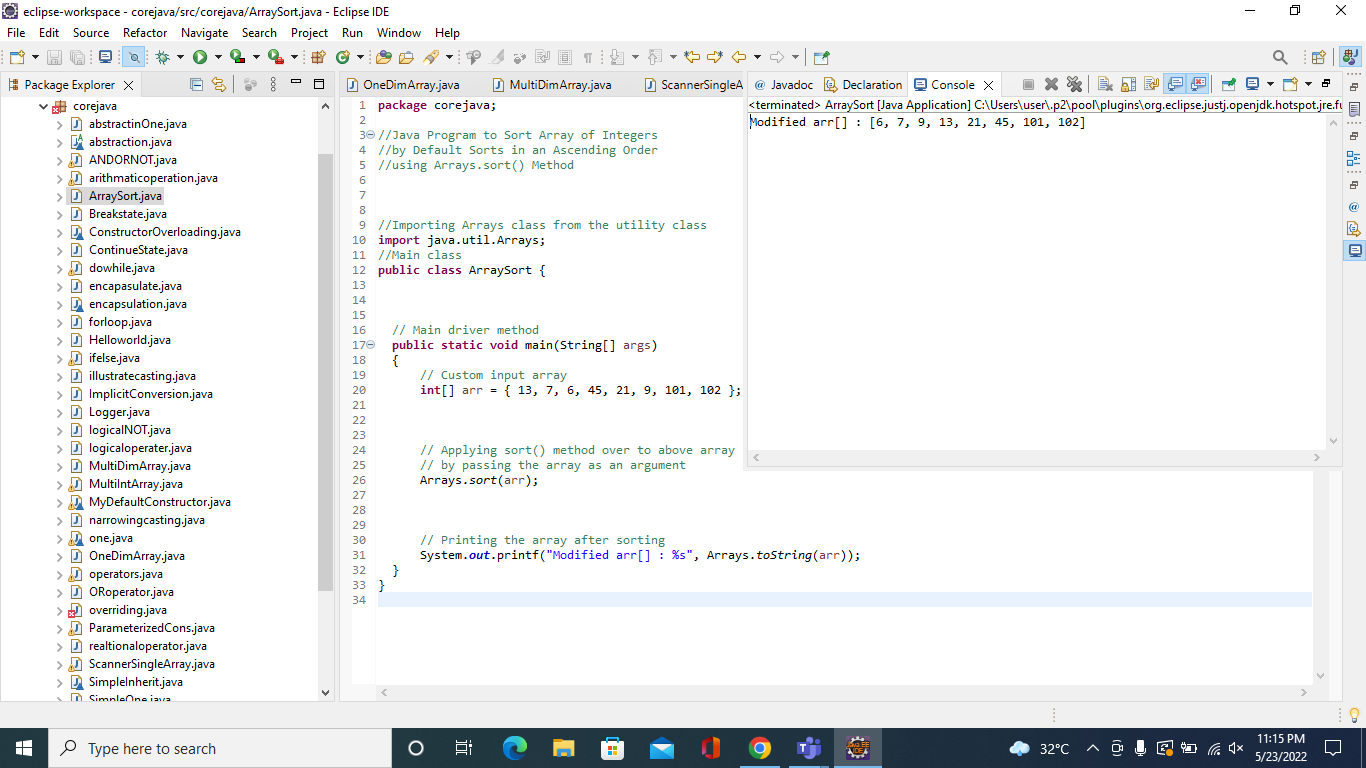 eclipse-workspace - corejava/src/corejava/ArraySort.java - Eclipse IDE
File Edit Source Refactor Navigate Search Project Run Window Help
Package Explorer
corejava
abstractinOne.java
abstraction.java
ANDORNOT.java
arithmaticoperation.java
ArraySort.java
Breakstate.java
ConstructorOverloading.java
ContinueState.java
dowhile.java
encapasulate.java
encapsulation.java
forloop.java
Helloworld.java
ifelse.java
illustratecasting.java
ImplicitConversion.java
Logger.java
logicalNOT.java
logicaloperater.java
MultiDimArray.java
MultiIntArray.java
MyDefaultConstructor.java
narrowingcasting.java
one.java
OneDimArray.java
operators.java
ORoperator.java
overriding.java
ParameterizedCons.java
realtionaloperator.java
ScannerSingleArray.java
SimpleInherit.java
SimpleOne.java
OneDimArray.java MultiDimArray.java ScannerSingleA
1 package corejava;
2
3 //Java Program to Sort Array of Integers
4 //by Default Sorts in an Ascending Order
5 //using Arrays.sort() Method
6
7
8
9 //Importing Arrays class from the utility class
10 import java.util.Arrays;
11 //Main class
12 public class ArraySort {
13
14
15
16 // Main driver method
17 public static void main(String[] args)
18 {
19 // Custom input array
20 int[] arr = { 13, 7, 6, 45, 21, 9, 101, 102 };
21
22
23
24 // Applying sort() method over to above array
25 // by passing the array as an argument
26 Arrays.sort(arr);
27
28
29
30 // Printing the array after sorting
31 System.out.printf("Modified arr[] : %s", Arrays.toString(arr));
32 }
33 }
34
Javadoc Declaration Console
<terminated> ArraySort [Java Application] C:\Users\user\.p2\pool\plugins\org.eclipse.justj.openjdk.hotspot.jre.fu
Modified arr[] : [6, 7, 9, 13, 21, 45, 101, 102]
Type here to search
32°C
11:15 PM
5/23/2022